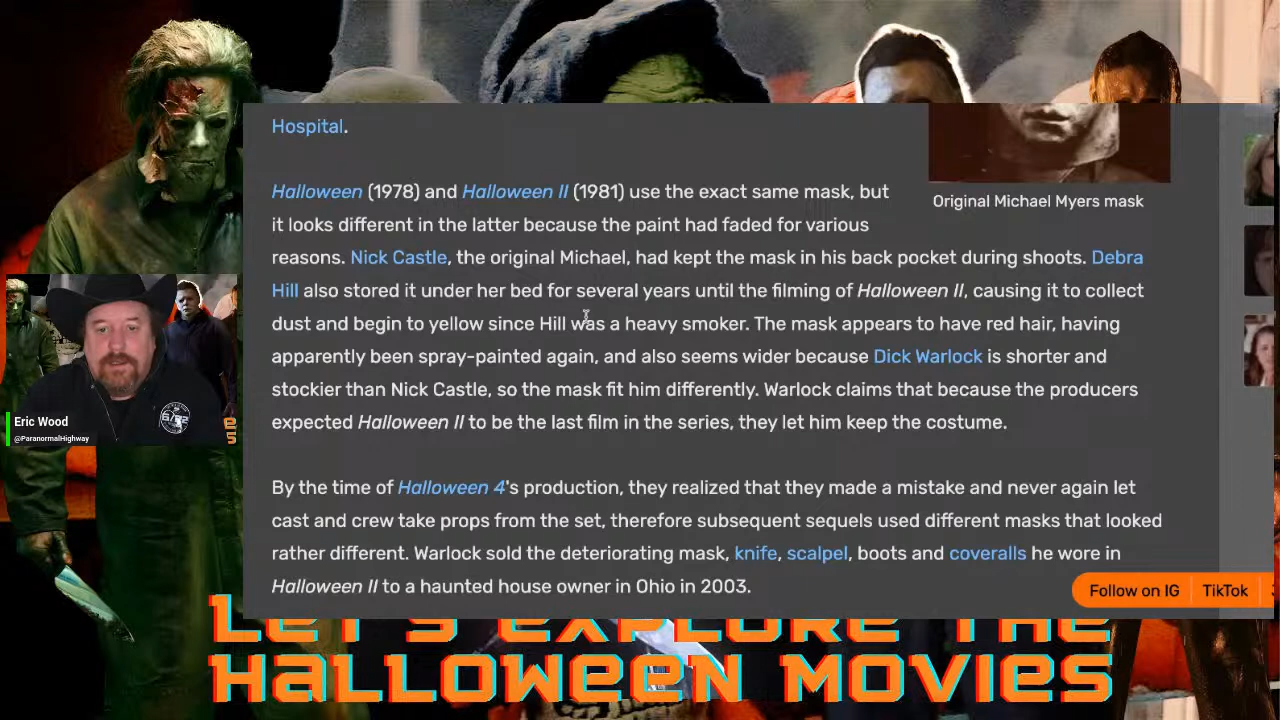 Hospital.
Original Michael Myers mask
Halloween (1978) and Halloween II (1981) use the exact same mask, but
it looks different in the latter because the paint had faded for various
reasons. Nick Castle, the original Michael, had kept the mask in his back pocket during shoots. Debra
Hill also stored it under her bed for several years until the filming of Halloween II, causing it to collect
dust and begin to yellow since Hill was a heavy smoker. The mask appears to have red hair, having
apparently been spray-painted again, and also seems wider because Dick Warlock is shorter and
stockier than Nick Castle, so the mask fit him differently. Warlock claims that because the producers
expected Halloween II to be the last film in the series, they let him keep the costume.
By the time of Halloween 4's production, they realized that they made a mistake and never again let
cast and crew take props from the set, therefore subsequent sequels used different masks that looked
rather different. Warlock sold the deteriorating mask, knife, scalpel, boots and coveralls he wore in
Halloween II to a haunted house owner in Ohio in 2003.
Follow on IG TikTok
Eric Wood
@ParanormalHighway
LET'S EXPLORE THE
HALLOWEEN MOVIES